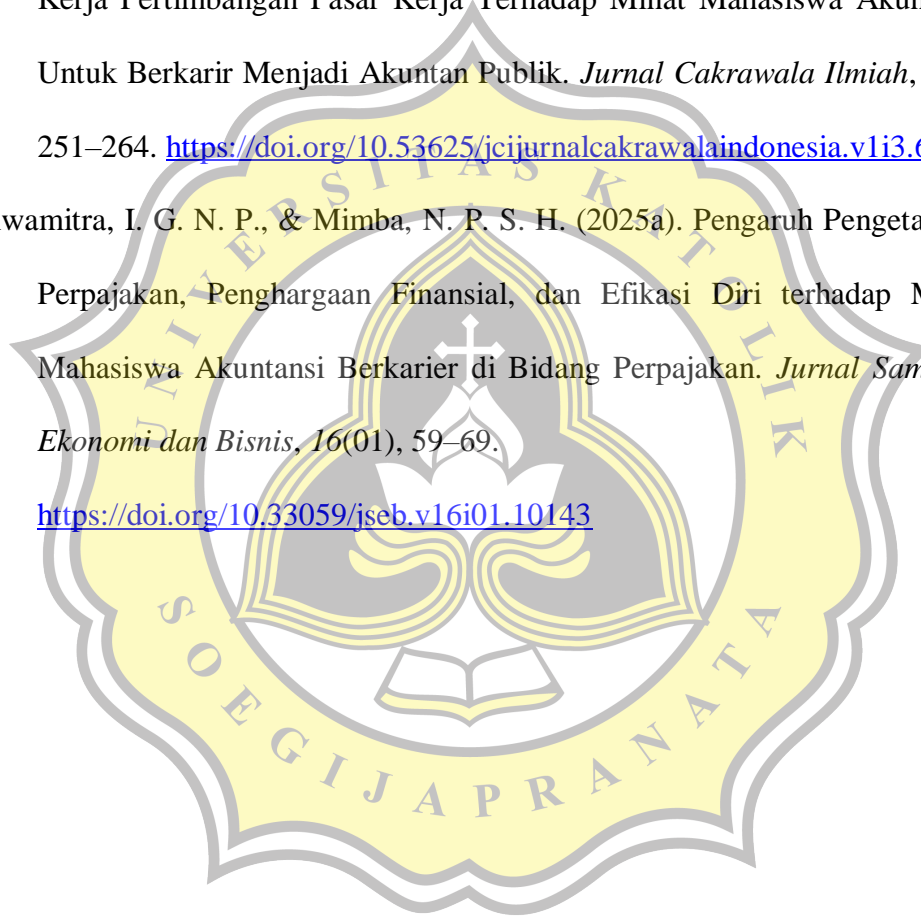 Kerja Pertimbangan Pasar Kerja Terhadap Minat Mahasiswa
Untuk Berkarir Menjadi Akuntan Publik. Jurnal Cakrawala Ilmiah,
251–264. https://doi.org/10.53625/jcijurnalcakrawalaindonesia.v1i3.6
wamitra, I. G. N. P., & Mimba, N. P. S. H. (2025a). Pengaruh Pengeta
Perpajakan, Penghargaan Finansial, dan Efikasi Diri terhadap M
Mahasiswa Akuntansi Berkarier di Bidang Perpajakan. Jurnal Sam
Ekonomi dan Bisnis, 16(01), 59–69.
https://doi.org/10.33059/jseb.v16i01.10143
UNIVERSITAS KATOLIK
SOEGIJAPRANATA